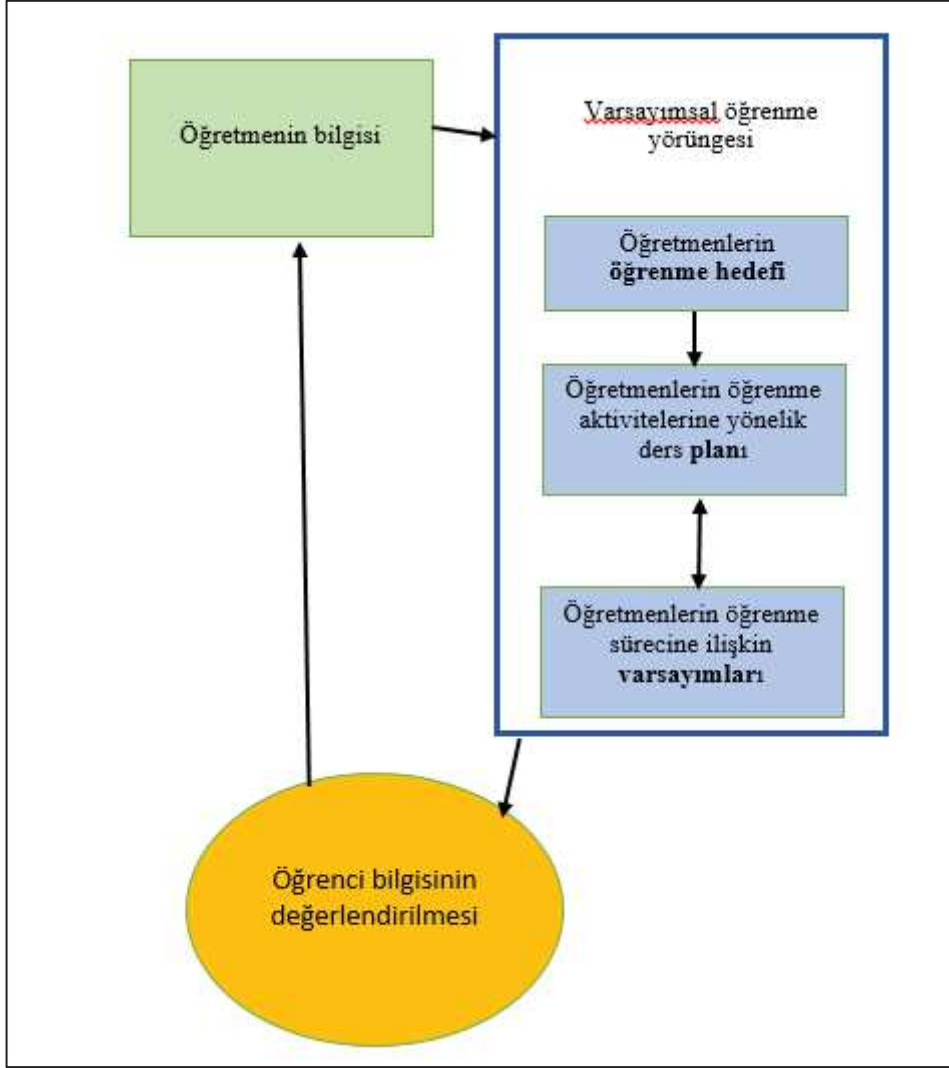 Öğretmenin bilgisi
Varsayımsal öğrenme
yörüngesi
Öğretmenlerin
öğrenme hedefi
Öğretmenlerin öğrenme
aktivitelerine yönelik
ders planı
Öğretmenlerin öğrenme
sürecine ilişkin
varsayımları
Öğrenci bilgisinin
değerlendirilmesi